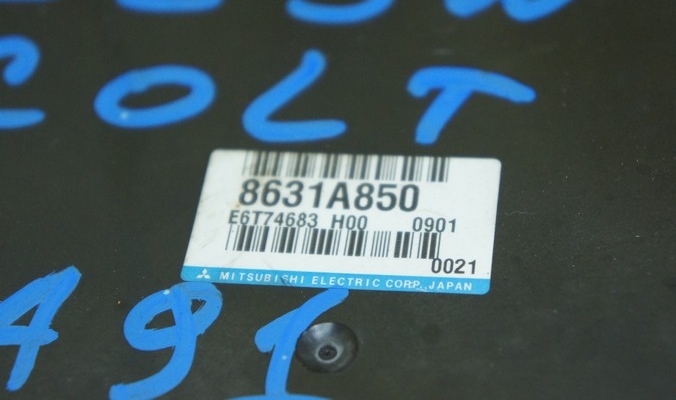 COLT
8631A850
E6T74683 H00 0901
0021
MITSUBISHI ELECTRIC CORP., JAPAN
491